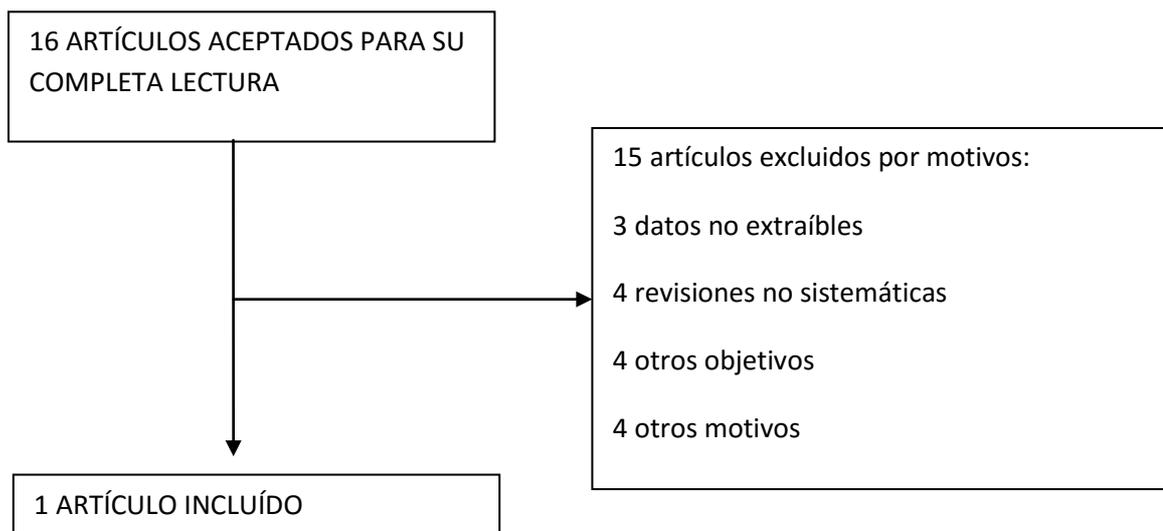 16 ARTÍCULOS ACEPTADOS PARA SU
COMPLETA LECTURA
15 artículos excluidos por motivos:
3 datos no extraíbles
4 revisiones no sistemáticas
4 otros objetivos
4 otros motivos
1 ARTÍCULO INCLUÍDO